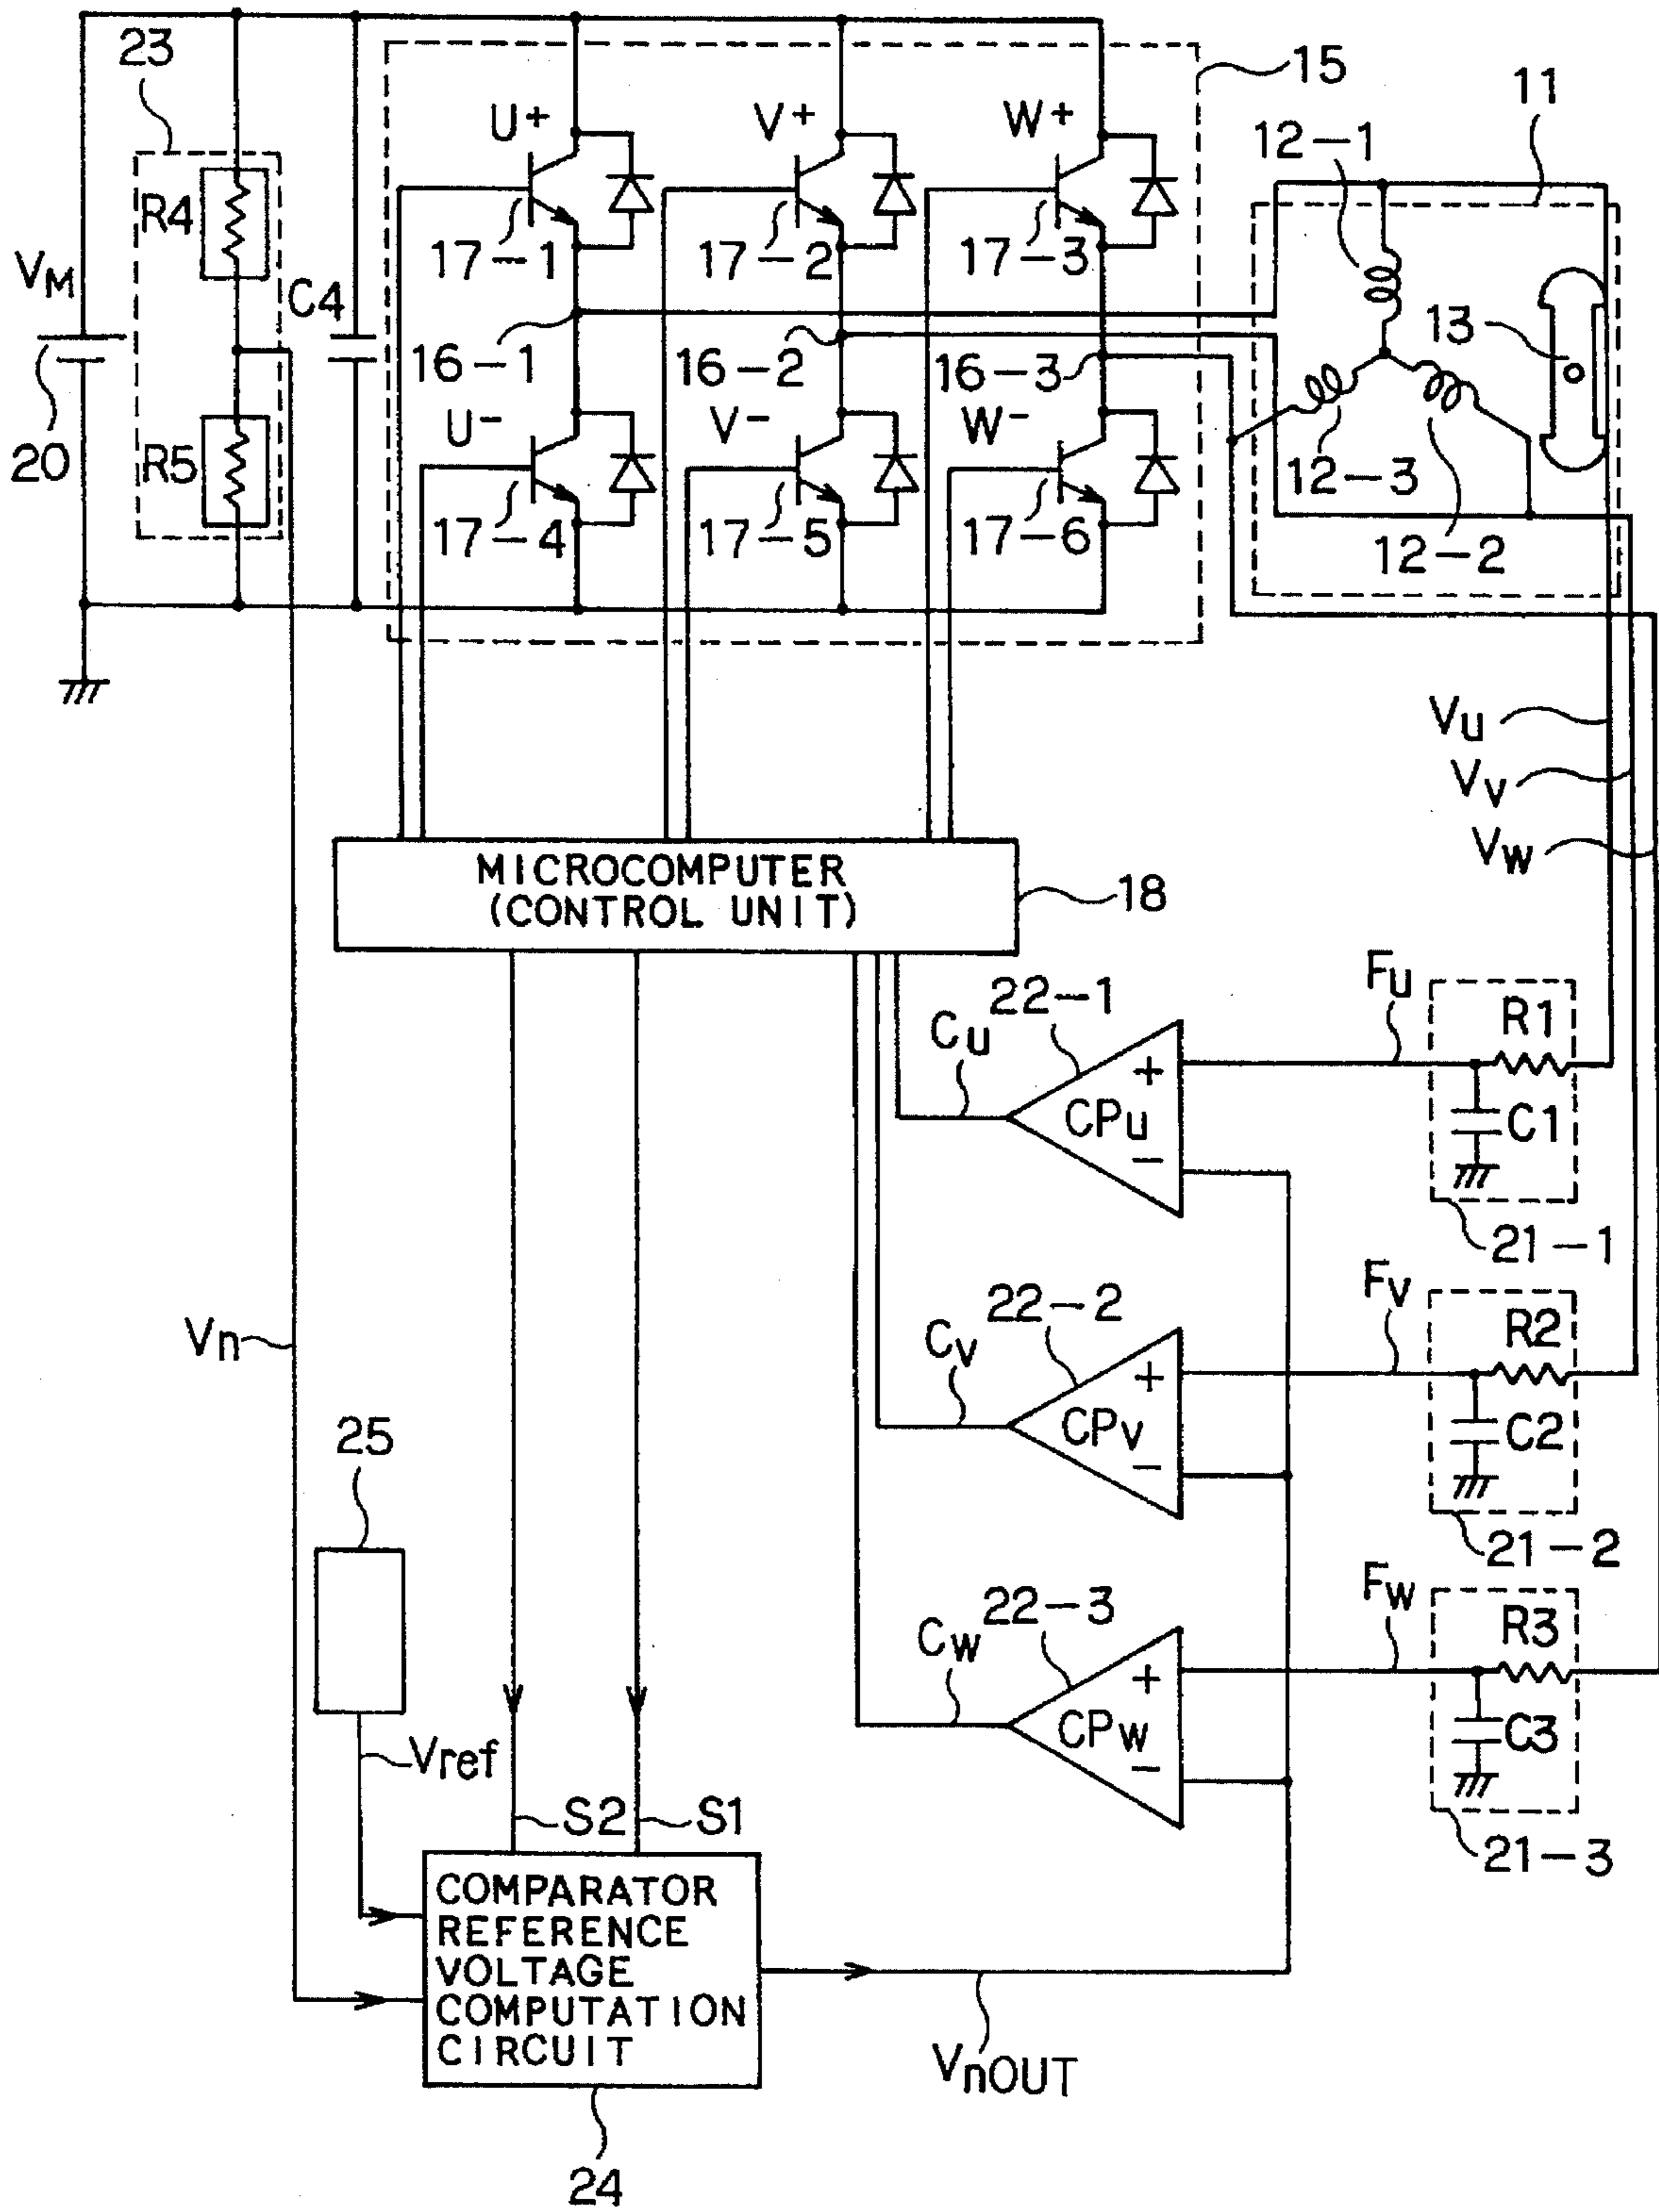 23
15
11
U+
V+
W+
12-1
R4
17-1
17-2
17-3
VM
C4
13
16-1
16-2
16-3
U-
V-
W-
20
R5
12-3
17-4
17-5
17-6
12-2
Vu
Vv
Vw
MICROCOMPUTER
(CONTROL UNIT)
18
22-1
Fu
R1
Cu
+
CPu
C1
-
21-1
22-2
Fv
R2
Vn
Cv
+
CPv
C2
-
25
21-2
22-3
Fw
R3
Cw
+
CPw
C3
-
Vref
S2
S1
21-3
COMPARATOR
REFERENCE
VOLTAGE
COMPUTATION
CIRCUIT
VnOUT
24